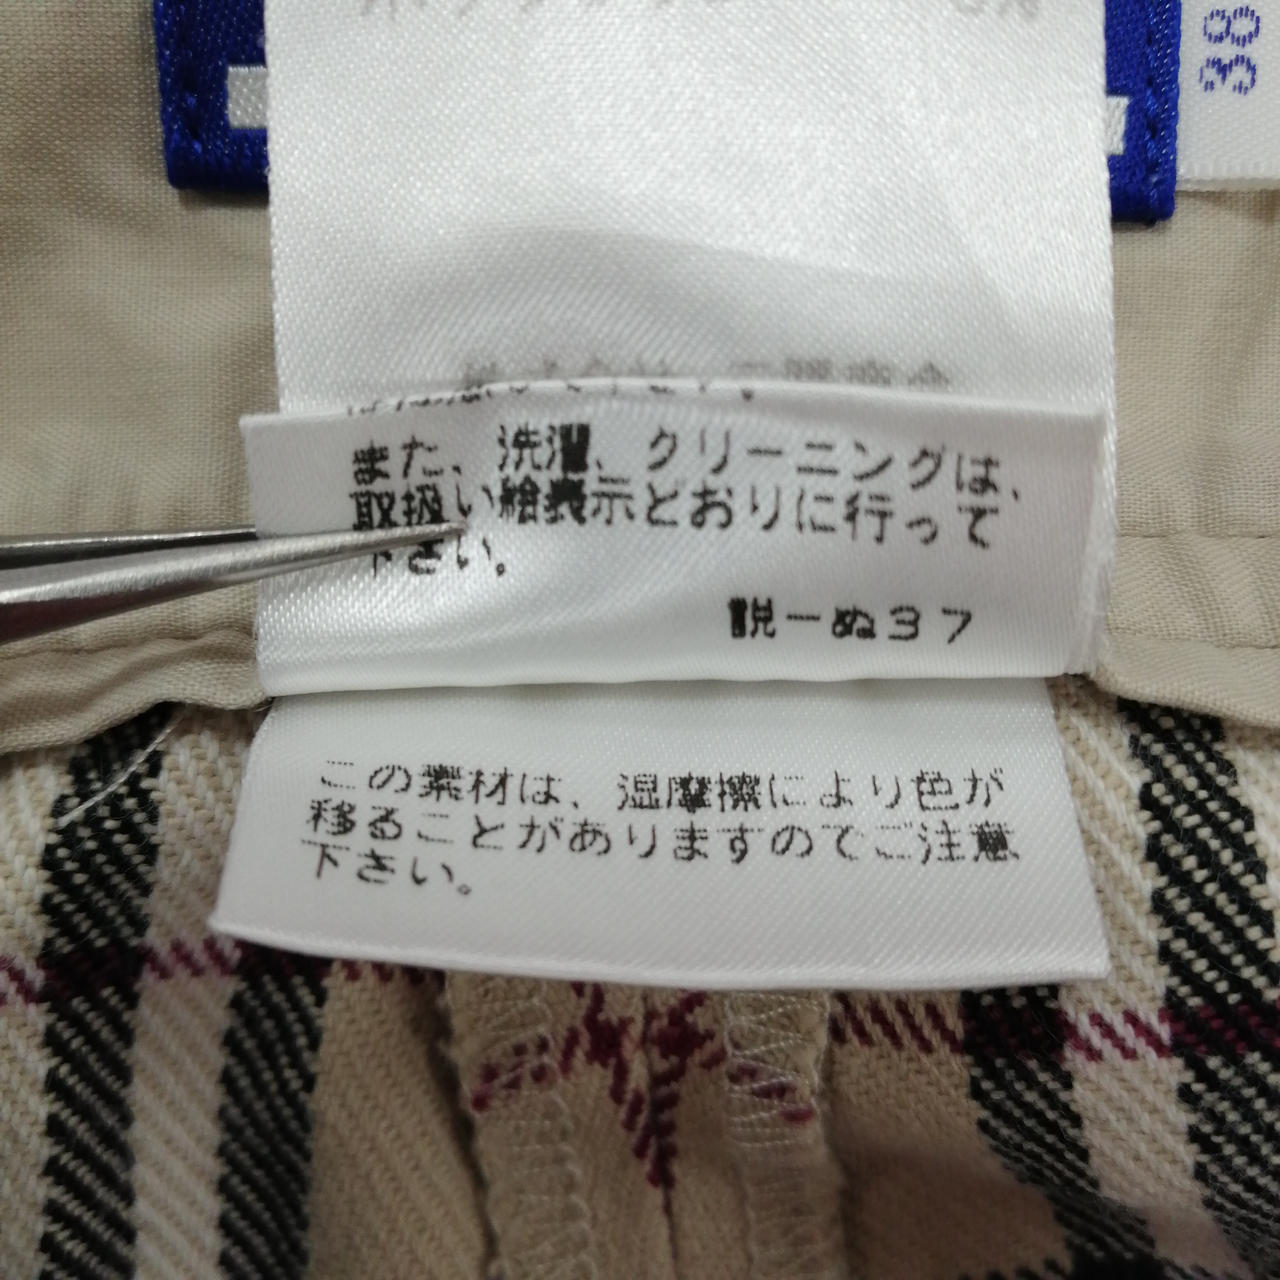 38
また、洗濯、クリーニングは、
取扱い絵表示どおりに行って
下さい。
説ーぬ37
この素材は、湿摩擦により色が
移ることがありますのでご注意
下さい。